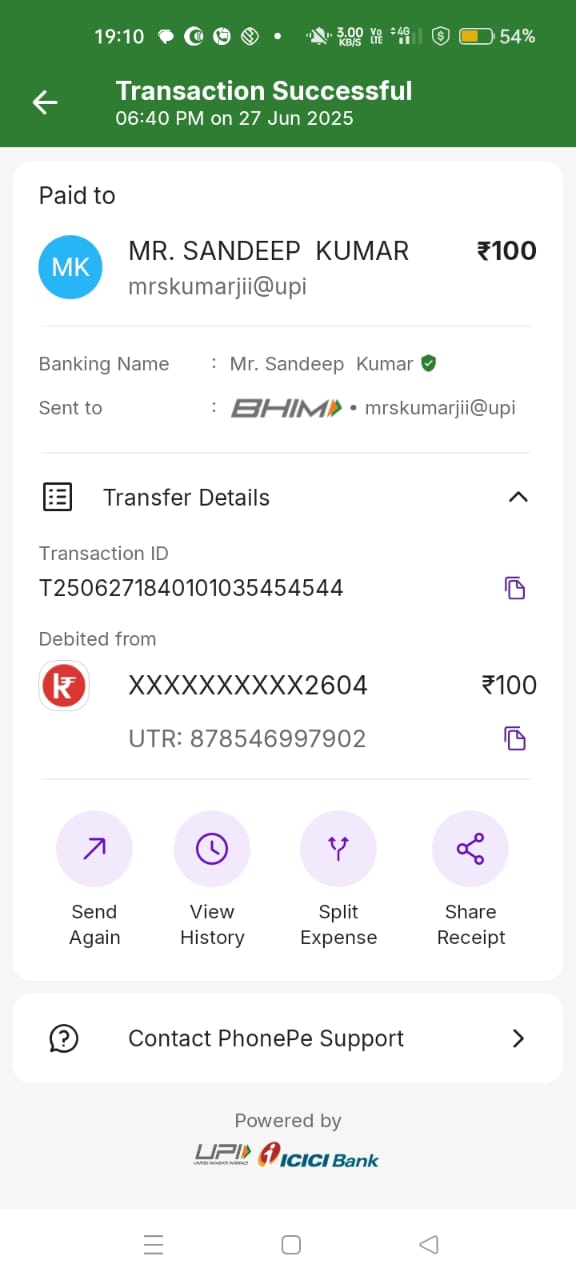 19:10 3.00 KB/S Vo LTE 4G 54%
Transaction Successful
06:40 PM on 27 Jun 2025
Paid to
MK
MR. SANDEEP KUMAR ₹100
mrskumarjii@upi
Banking Name : Mr. Sandeep Kumar
Sent to : BHIM • mrskumarjii@upi
Transfer Details
Transaction ID
T2506271840101035454544
Debited from
XXXXXXXXXX2604 ₹100
UTR: 878546997902
Send Again
View History
Split Expense
Share Receipt
Contact PhonePe Support
Powered by
UPI ICICI Bank